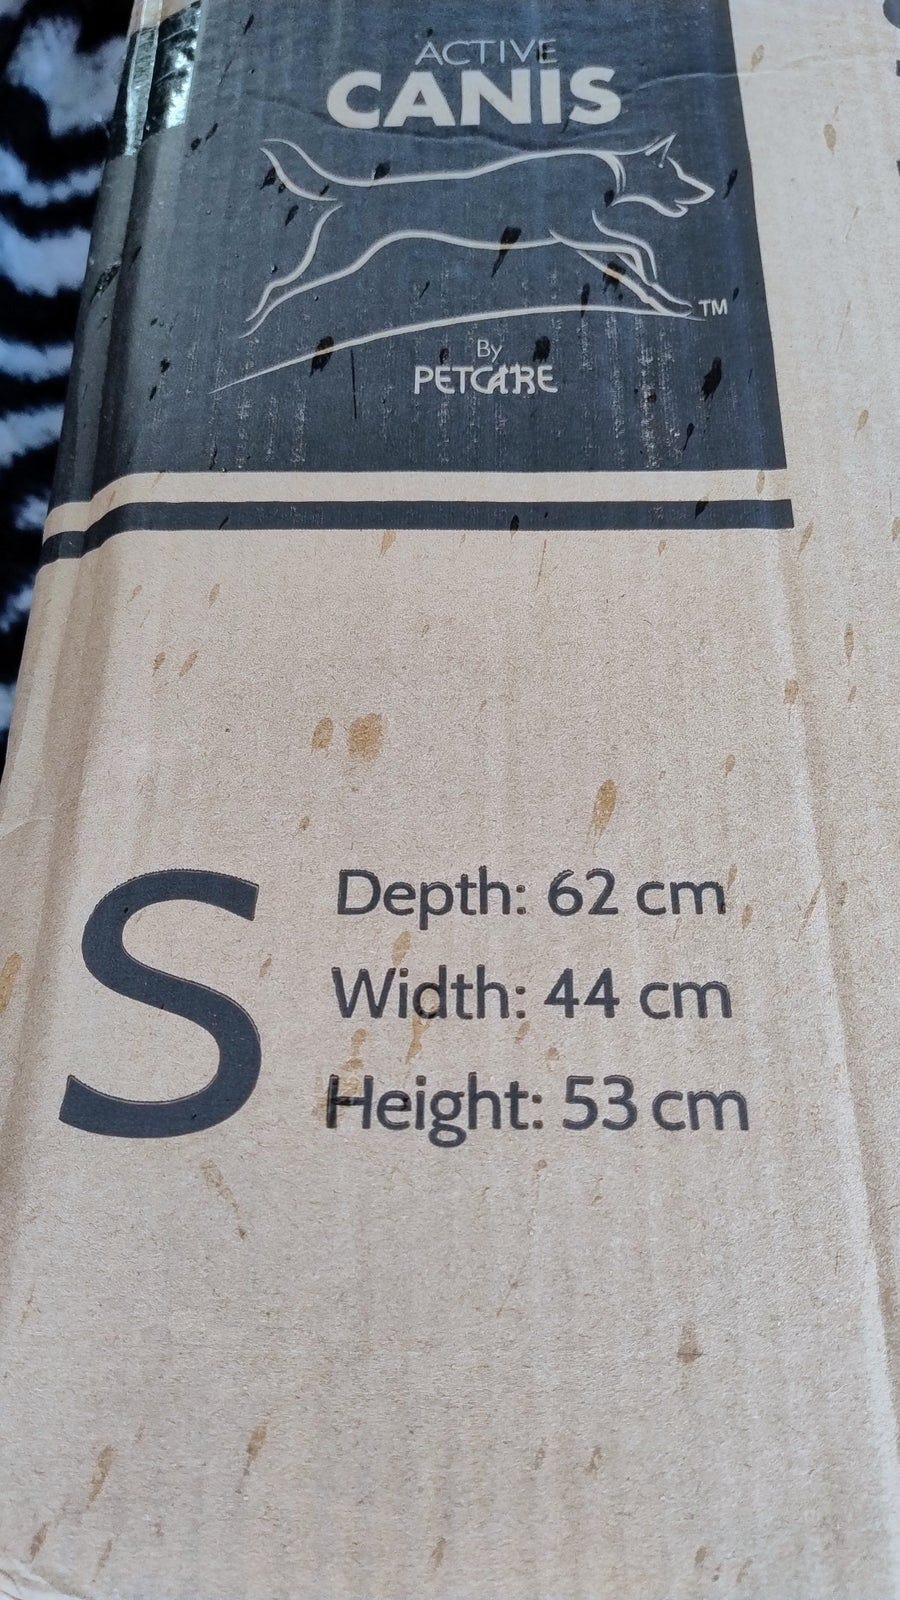 ACTIVE
CANIS
TM
By
PETCARE
S
Depth: 62 cm
Width: 44 cm
Height: 53 cm